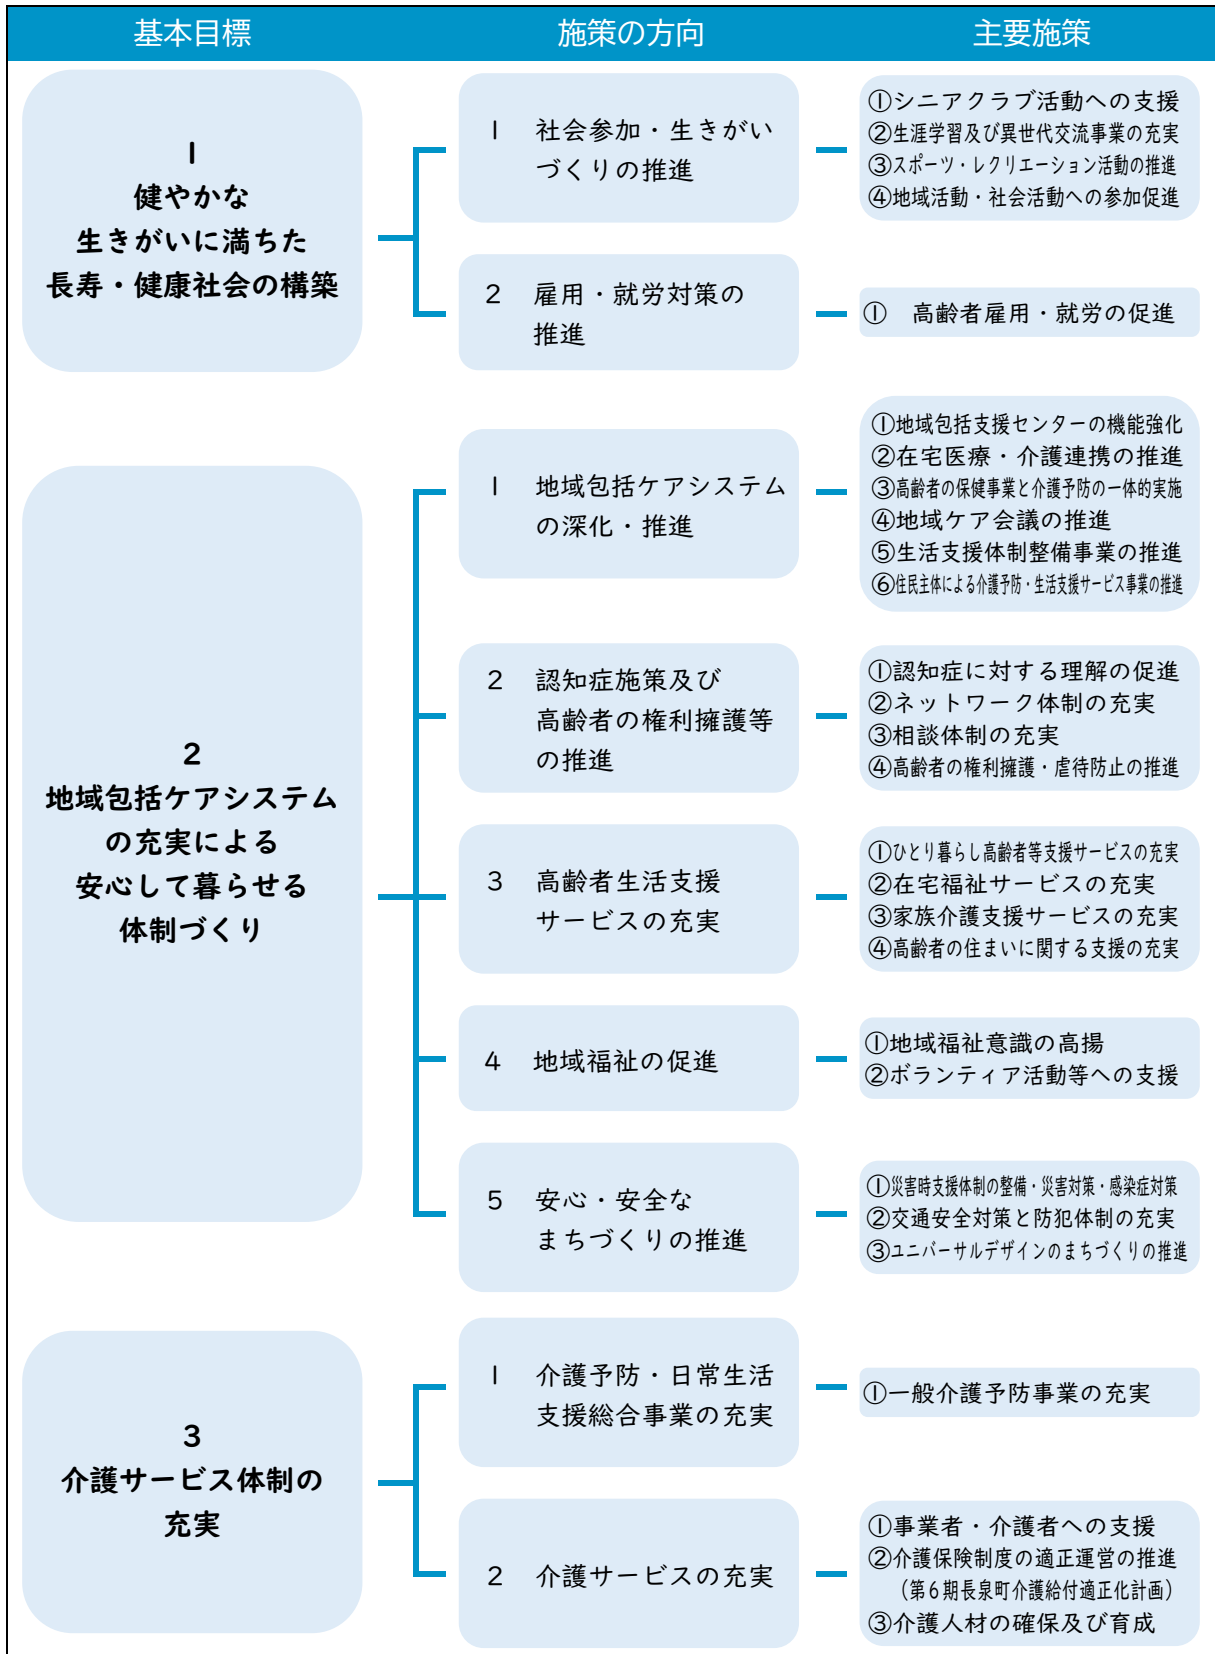 基本目標
施策の方向
主要施策
1
健やかな
生きがいに満ちた
長寿・健康社会の構築
1 社会参加・生きがい
づくりの推進
①シニアクラブ活動への支援
②生涯学習及び異世代交流事業の充実
③スポーツ・レクリエーション活動の推進
④地域活動・社会活動への参加促進
2 雇用・就労対策の
推進
① 高齢者雇用・就労の促進
2
地域包括ケアシステム
の充実による
安心して暮らせる
体制づくり
1 地域包括ケアシステム
の深化・推進
①地域包括支援センターの機能強化
②在宅医療・介護連携の推進
③高齢者の保健事業と介護予防の一体的実施
④地域ケア会議の推進
⑤生活支援体制整備事業の推進
⑥住民主体による介護予防・生活支援サービス事業の推進
2 認知症施策及び
高齢者の権利擁護等
の推進
①認知症に対する理解の促進
②ネットワーク体制の充実
③相談体制の充実
④高齢者の権利擁護・虐待防止の推進
3 高齢者生活支援
サービスの充実
①ひとり暮らし高齢者等支援サービスの充実
②在宅福祉サービスの充実
③家族介護支援サービスの充実
④高齢者の住まいに関する支援の充実
4 地域福祉の促進
①地域福祉意識の高揚
②ボランティア活動等への支援
5 安心・安全な
まちづくりの推進
①災害時支援体制の整備・災害対策・感染症対策
②交通安全対策と防犯体制の充実
③ユニバーサルデザインのまちづくりの推進
3
介護サービス体制の
充実
1 介護予防・日常生活
支援総合事業の充実
①一般介護予防事業の充実
2 介護サービスの充実
①事業者・介護者への支援
②介護保険制度の適正運営の推進
（第6期長泉町介護給付適正化計画）
③介護人材の確保及び育成